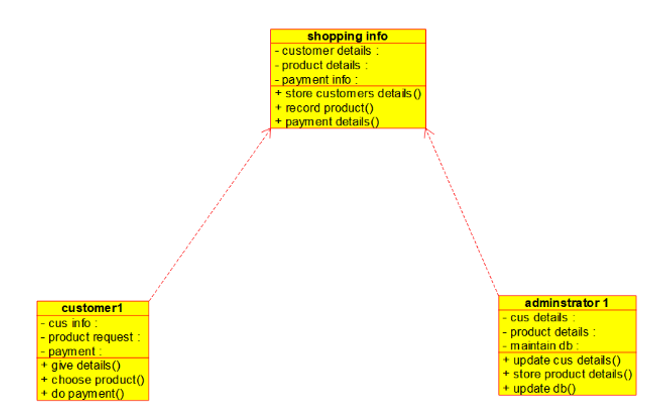 shopping info
- customer details :
- product details :
- payment info :
+ store customers details()
+ record product()
+ payment details()
customer1
- cus info :
- product request :
- payment :
+ give details()
+ choose product()
+ do payment()
adminstrator 1
- cus details :
- product details :
- maintain db :
+ update cus details()
+ store product details()
+ update db()